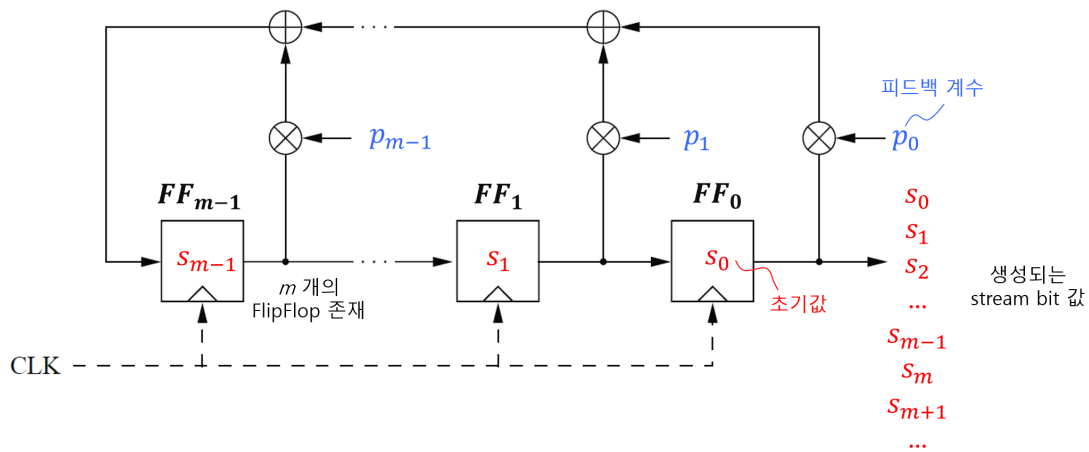 피드백 계수
p_{m-1}
p_1
p_0
FF_{m-1}
FF_1
FF_0
s_{m-1}
s_1
s_0
m 개의
FlipFlop 존재
초기값
CLK
s_0
s_1
s_2
...
s_{m-1}
s_m
s_{m+1}
...
생성되는
stream bit 값